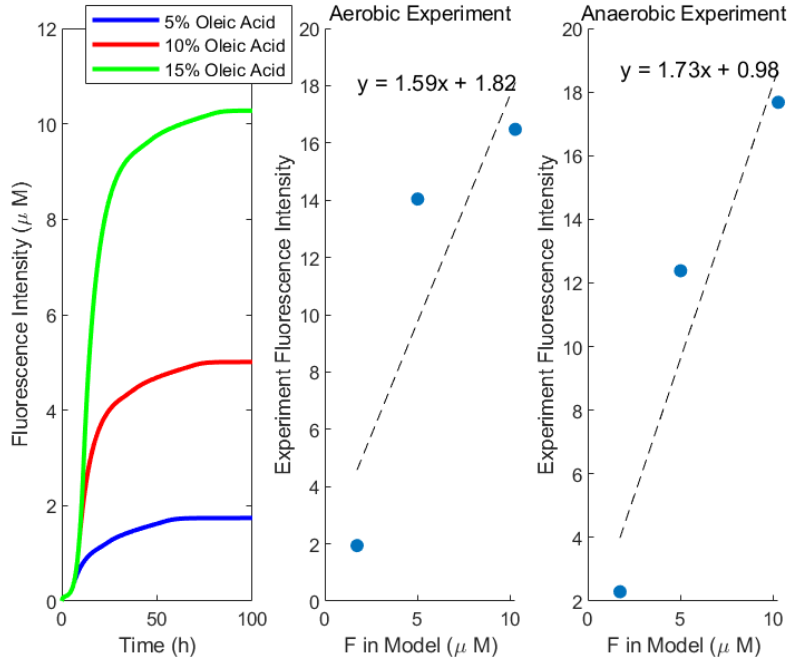 5% Oleic Acid
10% Oleic Acid
15% Oleic Acid
12
10
8
6
4
2
0
Fluorescence Intensity (μ M)
0
50
100
Time (h)
Aerobic Experiment
y = 1.59x + 1.82
20
18
16
14
12
10
8
6
4
2
0
Experiment Fluorescence Intensity
0
5
10
F in Model (μ M)
Anaerobic Experiment
y = 1.73x + 0.98
20
18
16
14
12
10
8
6
4
2
Experiment Fluorescence Intensity
0
5
10
F in Model (μ M)